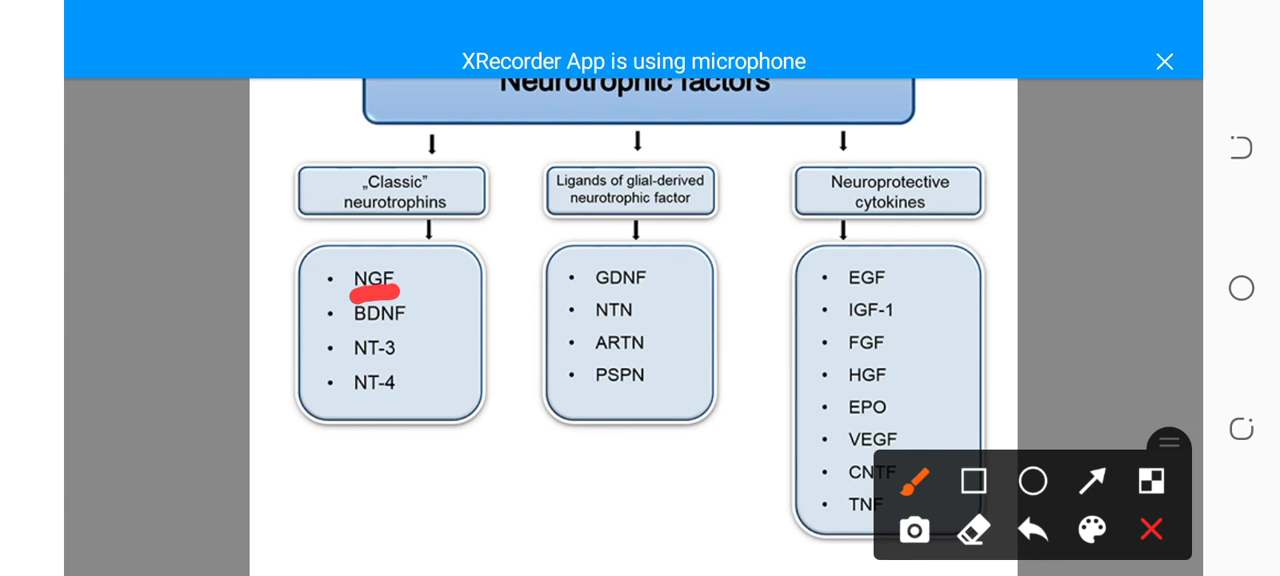 XRecorder App is using microphone
Neurotrophic factors
„Classic”
neurotrophins
Ligands of glial-derived
neurotrophic factor
Neuroprotective
cytokines
• NGF
• BDNF
• NT-3
• NT-4
• GDNF
• NTN
• ARTN
• PSPN
• EGF
• IGF-1
• FGF
• HGF
• EPO
• VEGF
• CNTF
• TNF